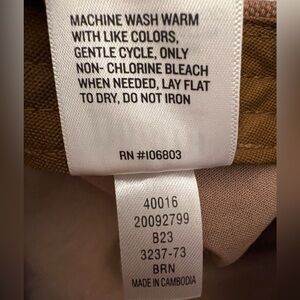 MACHINE WASH WARM
WITH LIKE COLORS,
GENTLE CYCLE, ONLY
NON- CHLORINE BLEACH
WHEN NEEDED, LAY FLAT
TO DRY, DO NOT IRON
RN #106803
40016
20092799
B23
3237-73
BRN
MADE IN CAMBODIA